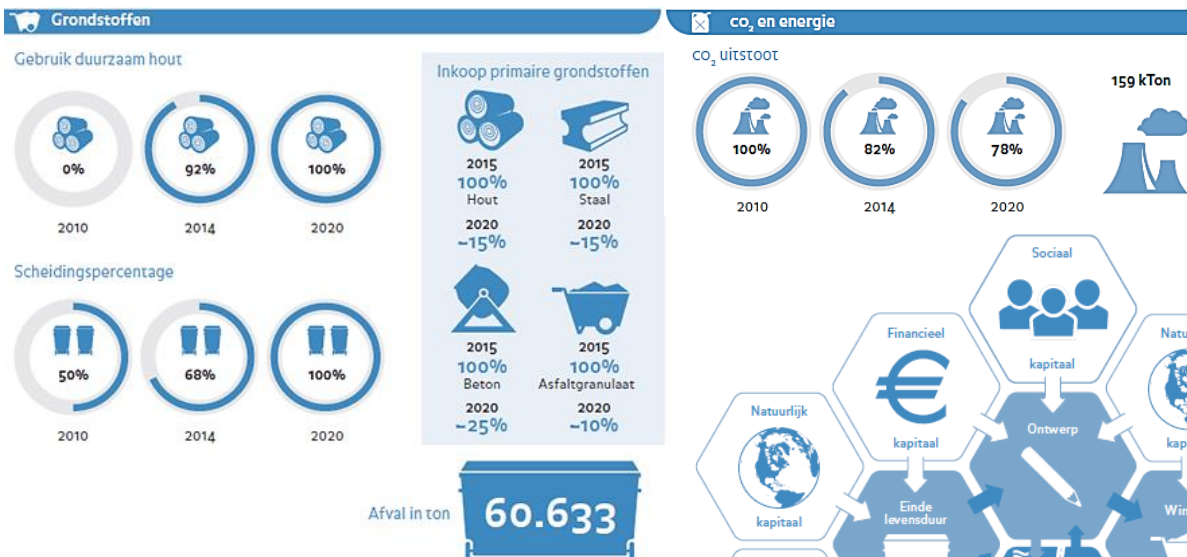 Grondstoffen
Gebruik duurzaam hout
0%
92%
100%
2010
2014
2020
Scheidingspercentage
50%
68%
100%
2010
2014
2020
Inkoop primaire grondstoffen
2015
100%
Hout
2020
-15%
2015
100%
Staal
2020
-15%
2015
100%
Beton
2020
-25%
2015
100%
Asfaltgranulaat
2020
-10%
Afval in ton
60.633
co₂ en energie
co₂ uitstoot
100%
82%
78%
2010
2014
2020
159 kTon
Sociaal
kapitaal
Financieel
kapitaal
Natuurlijk
kapitaal
Natu
kap
Ontwerp
Einde
levensduur
Win